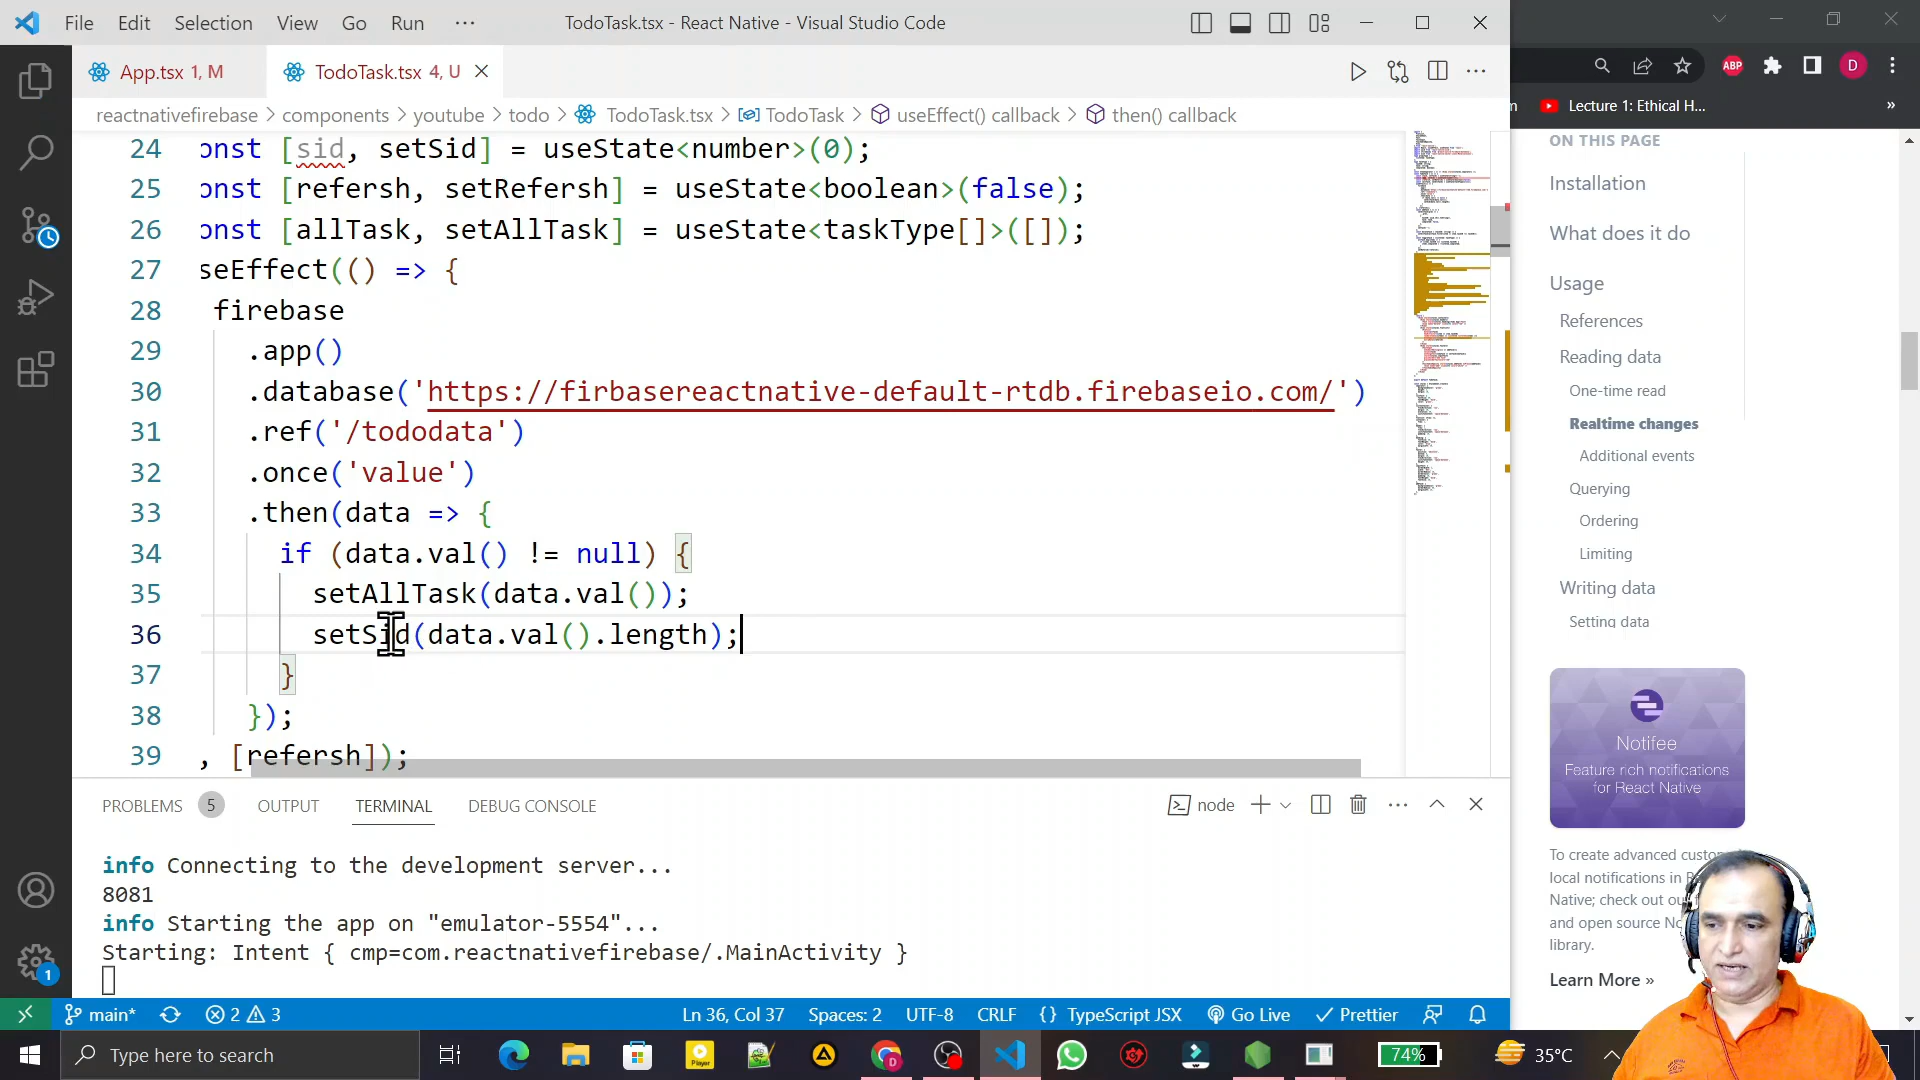 File Edit Selection View Go Run ··· TodoTask.tsx - React Native - Visual Studio Code
App.tsx 1, M TodoTask.tsx 4, U
ABP D
reactnativefirebase > components > youtube > todo > TodoTask.tsx > TodoTask > useEffect() callback > then() callback
Lecture 1: Ethical H... »
24 onst [sid, setSid] = useState<number>(0);
25 onst [refersh, setRefersh] = useState<boolean>(false);
26 onst [allTask, setAllTask] = useState<taskType[]>([]);
27 seEffect(() => {
28 firebase
29 .app()
30 .database('https://firbasereactnative-default-rtdb.firebaseio.com/')
31 .ref('/tododata')
32 .once('value')
33 .then(data => {
34 if (data.val() != null) {
35 setAllTask(data.val());
36 setSid(data.val().length);
37 }
38 });
39 , [refersh]);
ON THIS PAGE
Installation
What does it do
Usage
References
Reading data
One-time read
Realtime changes
Additional events
Querying
Ordering
Limiting
Writing data
Setting data
Notifee
Feature rich notifications
for React Native
To create advanced custo
local notifications in R
Native; check out ou
and open source No
library.
Learn More »
PROBLEMS 5 OUTPUT TERMINAL DEBUG CONSOLE node
info Connecting to the development server...
8081
info Starting the app on "emulator-5554"...
Starting: Intent { cmp=com.reactnativefirebase/.MainActivity }
1 main* 2 3 Ln 36, Col 37 Spaces: 2 UTF-8 CRLF {} TypeScript JSX Go Live Prettier
Type here to search Player D 74% 35°C